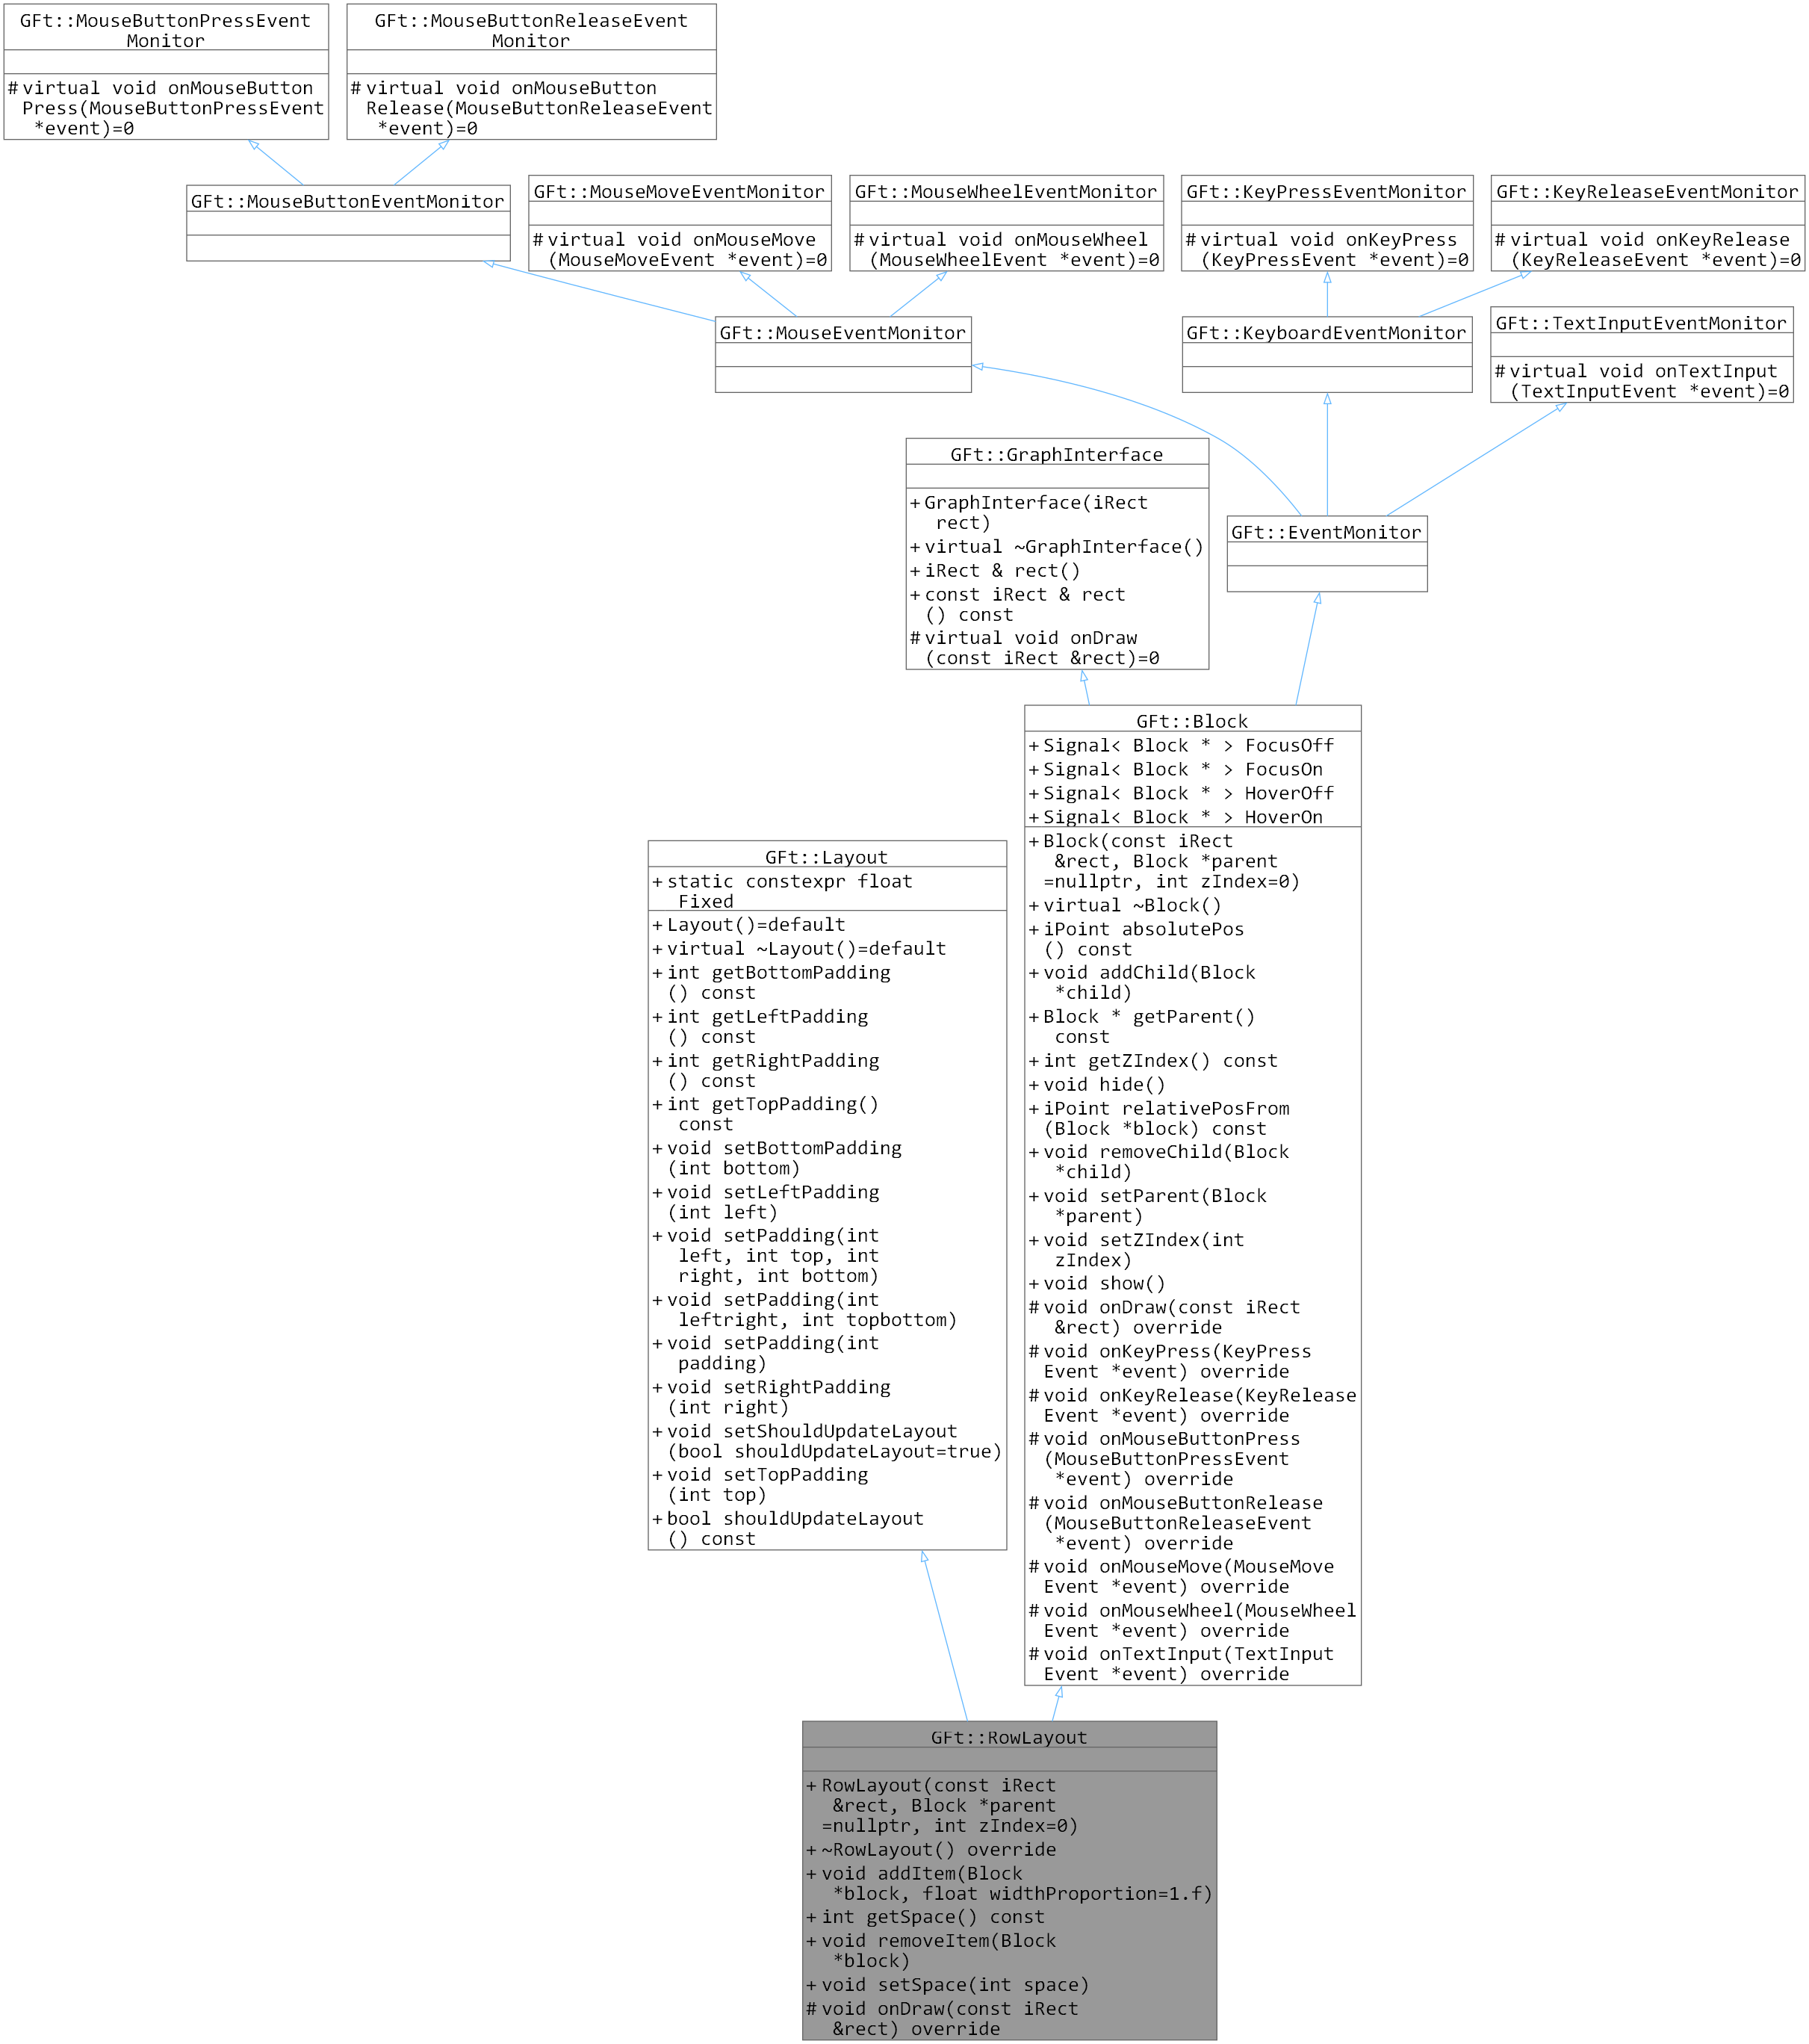 GFt::MouseButtonPressEvent
Monitor
# virtual void onMouseButton
Press(MouseButtonPressEvent
*event)=0
GFt::MouseButtonReleaseEvent
Monitor
# virtual void onMouseButton
Release(MouseButtonReleaseEvent
*event)=0
GFt::MouseButtonEventMonitor
GFt::MouseMoveEventMonitor
# virtual void onMouseMove
(MouseMoveEvent *event)=0
GFt::MouseWheelEventMonitor
# virtual void onMouseWheel
(MouseWheelEvent *event)=0
GFt::KeyPressEventMonitor
# virtual void onKeyPress
(KeyPressEvent *event)=0
GFt::KeyReleaseEventMonitor
# virtual void onKeyRelease
(KeyReleaseEvent *event)=0
GFt::MouseEventMonitor
GFt::KeyboardEventMonitor
GFt::TextInputEventMonitor
# virtual void onTextInput
(TextInputEvent *event)=0
GFt::GraphInterface
+ GraphInterface(iRect
rect)
+ virtual ~GraphInterface()
+ iRect & rect()
+ const iRect & rect
() const
# virtual void onDraw
(const iRect &rect)=0
GFt::EventMonitor
GFt::Block
+ Signal< Block * > FocusOff
+ Signal< Block * > FocusOn
+ Signal< Block * > HoverOff
+ Signal< Block * > HoverOn
+ Block(const iRect
&rect, Block *parent
=nullptr, int zIndex=0)
+ virtual ~Block()
+ iPoint absolutePos
() const
+ void addChild(Block
*child)
+ Block * getParent()
const
+ int getZIndex() const
+ void hide()
+ iPoint relativePosFrom
(Block *block) const
+ void removeChild(Block
*child)
+ void setParent(Block
*parent)
+ void setZIndex(int
zIndex)
+ void show()
# void onDraw(const iRect
&rect) override
# void onKeyPress(KeyPress
Event *event) override
# void onKeyRelease(KeyRelease
Event *event) override
# void onMouseButtonPress
(MouseButtonPressEvent
*event) override
# void onMouseButtonRelease
(MouseButtonReleaseEvent
*event) override
# void onMouseMove(MouseMove
Event *event) override
# void onMouseWheel(MouseWheel
Event *event) override
# void onTextInput(TextInput
Event *event) override
GFt::Layout
+ static constexpr float
Fixed
+ Layout()=default
+ virtual ~Layout()=default
+ int getBottomPadding
() const
+ int getLeftPadding
() const
+ int getRightPadding
() const
+ int getTopPadding()
const
+ void setBottomPadding
(int bottom)
+ void setLeftPadding
(int left)
+ void setPadding(int
left, int top, int
right, int bottom)
+ void setPadding(int
leftright, int topbottom)
+ void setPadding(int
padding)
+ void setRightPadding
(int right)
+ void setShouldUpdateLayout
(bool shouldUpdateLayout=true)
+ void setTopPadding
(int top)
+ bool shouldUpdateLayout
() const
GFt::RowLayout
+ RowLayout(const iRect
&rect, Block *parent
=nullptr, int zIndex=0)
+ ~RowLayout() override
+ void addItem(Block
*block, float widthProportion=1.f)
+ int getSpace() const
+ void removeItem(Block
*block)
+ void setSpace(int space)
# void onDraw(const iRect
&rect) override